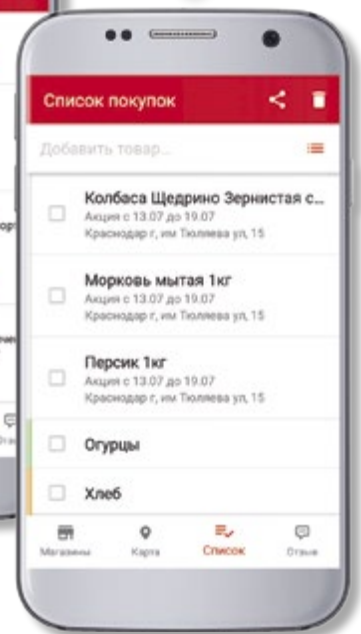 Список покупок
Добавить товар...
Колбаса Щедрино Зернистая с...
Акция с 13.07 до 19.07
Краснодар г, им Тюляева ул, 15
Морковь мытая 1кг
Акция с 13.07 до 19.07
Краснодар г, им Тюляева ул, 15
Персик 1кг
Акция с 13.07 до 19.07
Краснодар г, им Тюляева ул, 15
Огурцы
Хлеб
Магазины Карта Список Отзыв